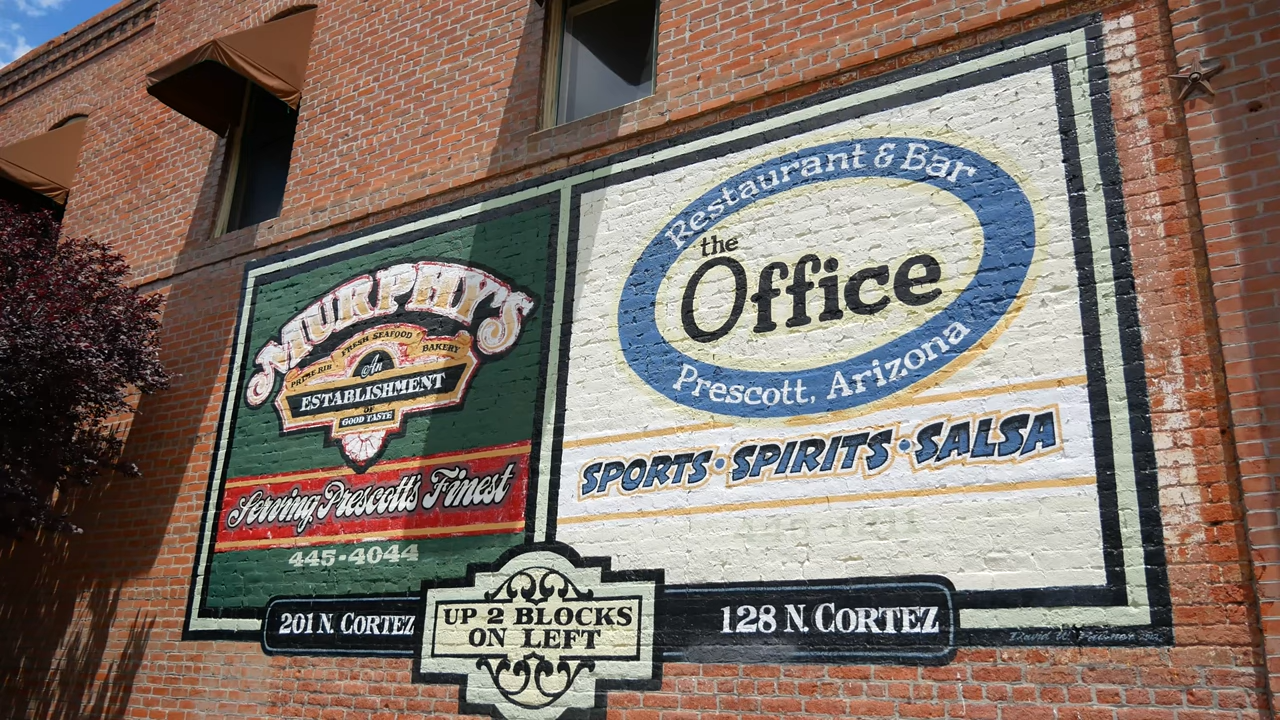 MURPHY'S
PRIME RIB FRESH SEAFOOD BAKERY
An
ESTABLISHMENT
OF
GOOD TASTE
Serving Prescott's Finest
445-4044
201 N. CORTEZ
UP 2 BLOCKS
ON LEFT
Restaurant & Bar
the
Office
Prescott, Arizona
SPORTS • SPIRITS • SALSA
128 N. CORTEZ
David W.